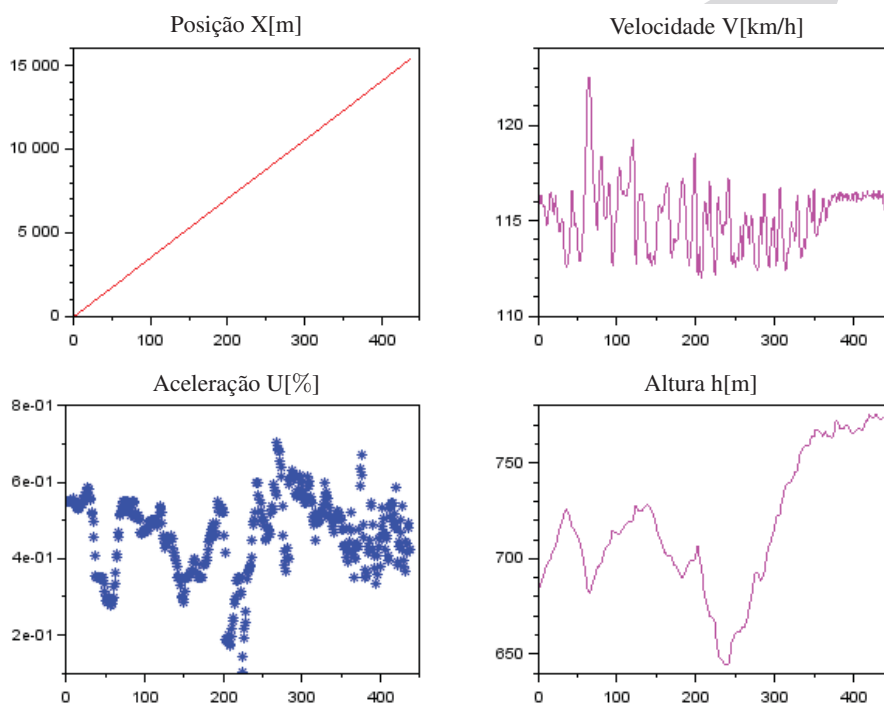 Posição X[m]
15 000
10 000
5 000
0
0 100 200 300 400
Velocidade V[km/h]
120
115
110
0 100 200 300 400
Aceleração U[%]
8e-01
6e-01
4e-01
2e-01
0 100 200 300 400
Altura h[m]
750
700
650
0 100 200 300 400